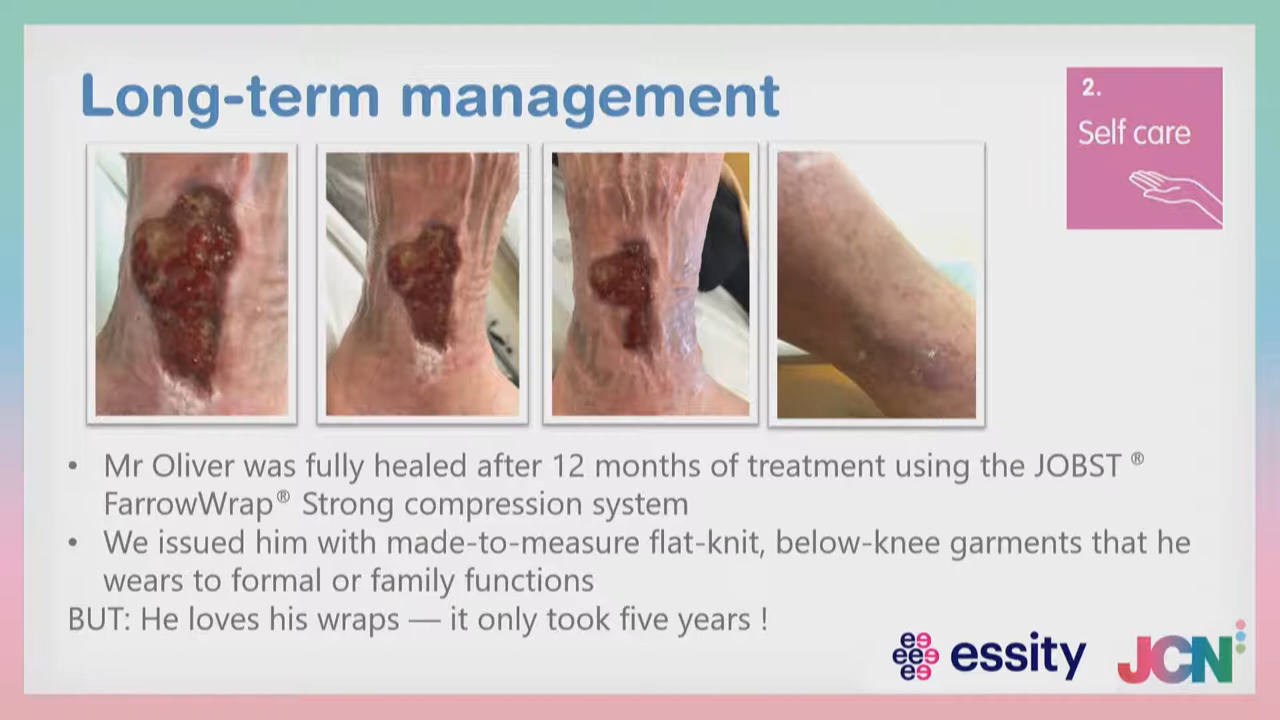 Long-term management
2.
Self care
• Mr Oliver was fully healed after 12 months of treatment using the JOBST ®
FarrowWrap® Strong compression system
• We issued him with made-to-measure flat-knit, below-knee garments that he
wears to formal or family functions
BUT: He loves his wraps — it only took five years !
essity
JCN